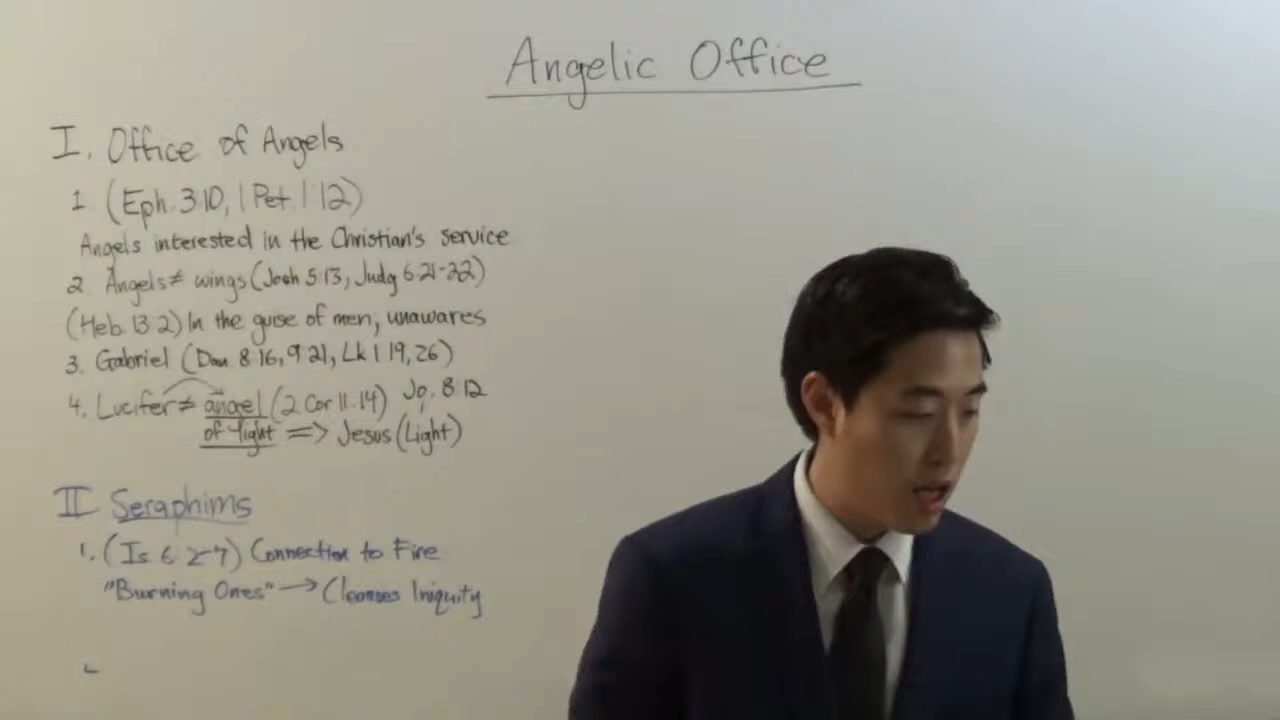 Angelic Office
I. Office of Angels
1. (Eph. 3:10, 1 Pet. 1:12)
Angels interested in the Christian's service
2. Angels ≠ wings (Josh 5:13, Judg 6:21-22)
(Heb. 13:2) In the guise of men, unawares
3. Gabriel (Dan. 8:16, 9:21, Lk 1:19, 26)
4. Lucifer ≠ angel (2 Cor 11:14) Jo. 8:12
of light => Jesus (Light)
II Seraphims
1. (Is 6:2-7) Connection to Fire
"Burning Ones" → Cleanses Iniquity